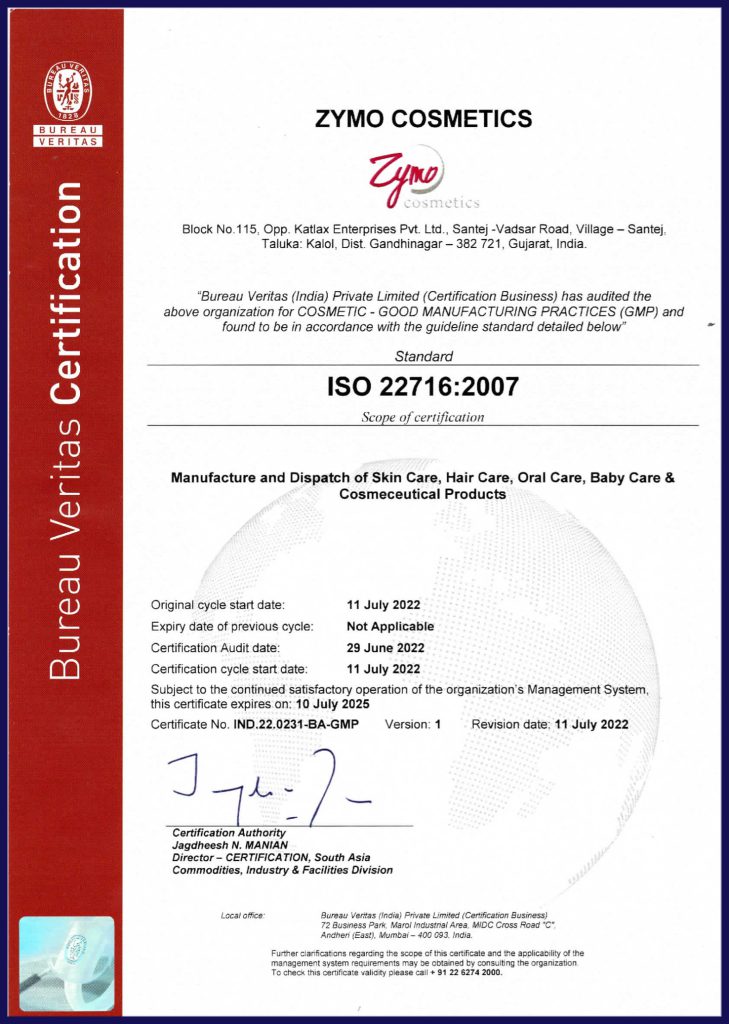 BUREAU VERITAS
1828
BUREAU
VERITAS
Bureau Veritas Certification
ZYMO COSMETICS
Zymo
cosmetics
Block No.115, Opp. Katlax Enterprises Pvt. Ltd., Santej -Vadsar Road, Village – Santej,
Taluka: Kalol, Dist. Gandhinagar – 382 721, Gujarat, India.
“Bureau Veritas (India) Private Limited (Certification Business) has audited the
above organization for COSMETIC - GOOD MANUFACTURING PRACTICES (GMP) and
found to be in accordance with the guideline standard detailed below”
Standard
ISO 22716:2007
Scope of certification
Manufacture and Dispatch of Skin Care, Hair Care, Oral Care, Baby Care &
Cosmeceutical Products
Original cycle start date: 11 July 2022
Expiry date of previous cycle: Not Applicable
Certification Audit date: 29 June 2022
Certification cycle start date: 11 July 2022
Subject to the continued satisfactory operation of the organization's Management System,
this certificate expires on: 10 July 2025
Certificate No. IND.22.0231-BA-GMP Version: 1 Revision date: 11 July 2022
Certification Authority
Jagdheesh N. MANIAN
Director – CERTIFICATION, South Asia
Commodities, Industry & Facilities Division
Local office: Bureau Veritas (India) Private Limited (Certification Business)
72 Business Park, Marol Industrial Area, MIDC Cross Road "C",
Andheri (East), Mumbai – 400 093, India.
Further clarifications regarding the scope of this certificate and the applicability of the
management system requirements may be obtained by consulting the organization.
To check this certificate validity please call + 91 22 6274 2000.